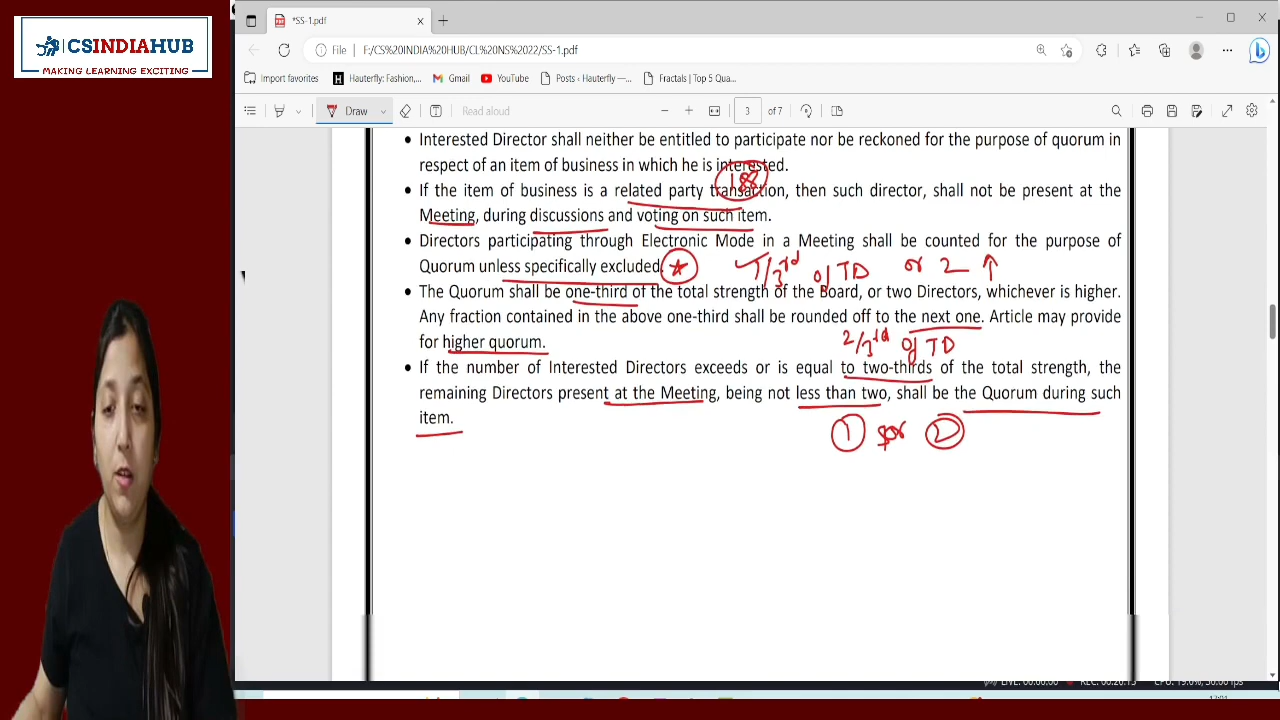 CSINDIAHUB
MAKING LEARNING EXCITING
*SS-1.pdf
File F:/CS%20INDIA%20HUB/CL%20NS%2022/SS-1.pdf
Import favorites Hauterfly: Fashion,... Gmail YouTube Posts ‹ Hauterfly —... Fractals | Top 5 Qua...
Draw Read aloud 3 of 7
• Interested Director shall neither be entitled to participate nor be reckoned for the purpose of quorum in
respect of an item of business in which he is interested.
188
• If the item of business is a related party transaction, then such director, shall not be present at the
Meeting, during discussions and voting on such item.
• Directors participating through Electronic Mode in a Meeting shall be counted for the purpose of
Quorum unless specifically excluded.
1/3rd of TD or 2 ↑
• The Quorum shall be one-third of the total strength of the Board, or two Directors, whichever is higher.
Any fraction contained in the above one-third shall be rounded off to the next one. Article may provide
for higher quorum.
2/3rd of TD
• If the number of Interested Directors exceeds or is equal to two-thirds of the total strength, the
remaining Directors present at the Meeting, being not less than two, shall be the Quorum during such
item.
1 2